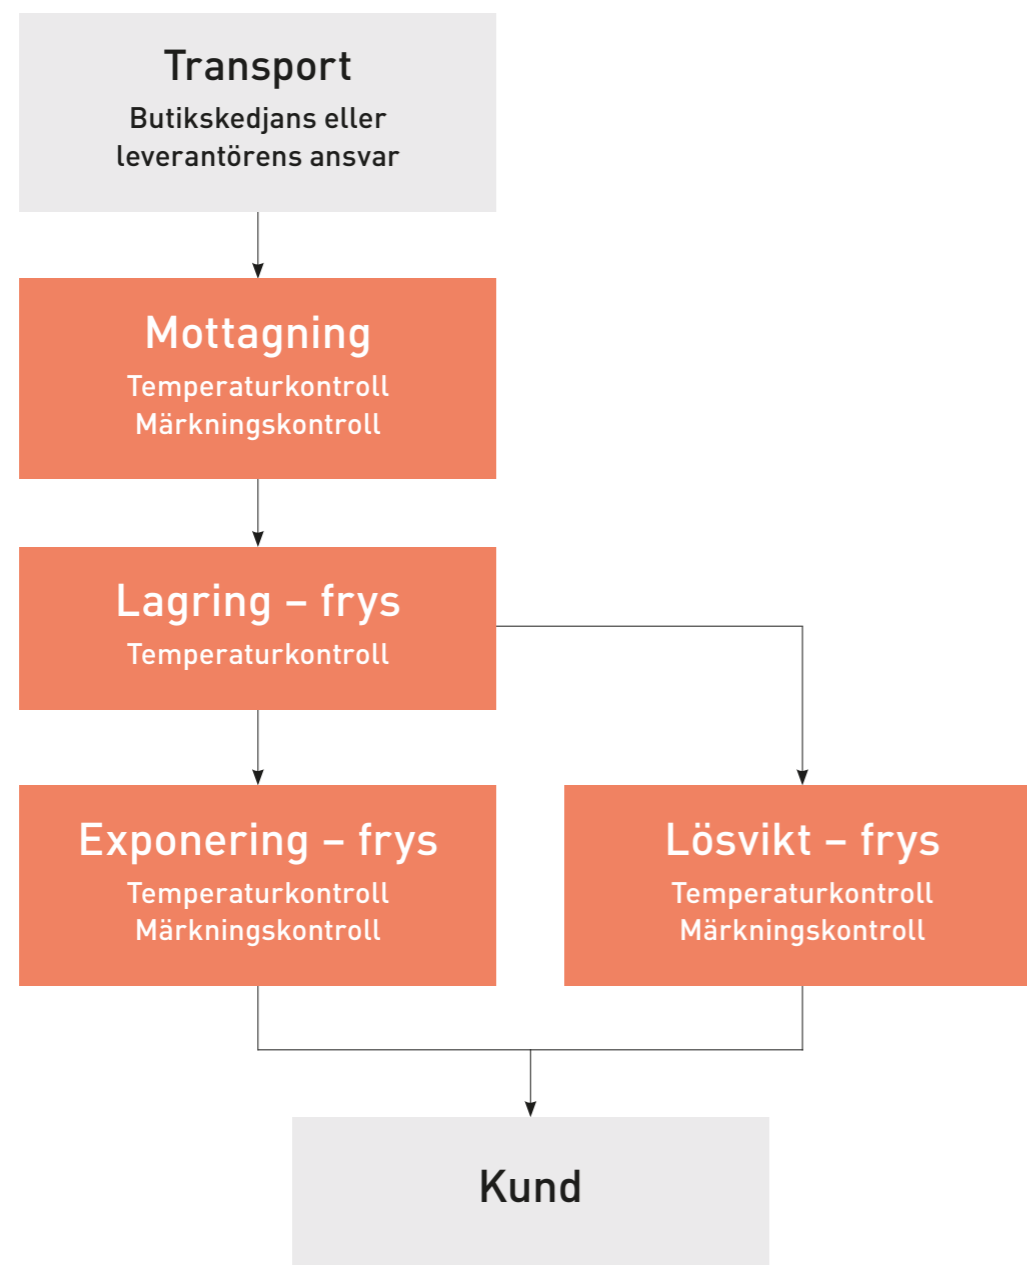 Transport
Butikskedjans eller
leverantörens ansvar
Mottagning
Temperaturkontroll
Märkningskontroll
Lagring – frys
Temperaturkontroll
Exponering – frys
Temperaturkontroll
Märkningskontroll
Lösvikt – frys
Temperaturkontroll
Märkningskontroll
Kund